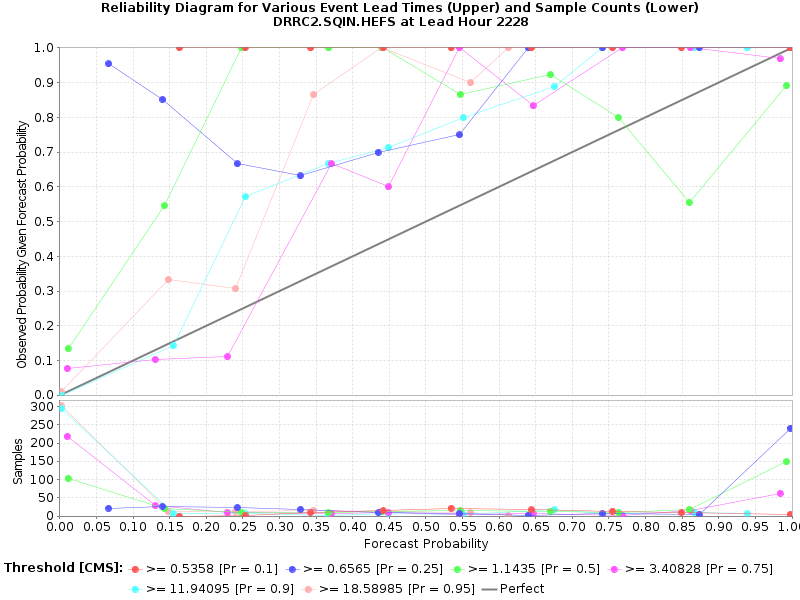 Reliability Diagram for Various Event Lead Times (Upper) and Sample Counts (Lower)
DRRC2.SQIN.HEFS at Lead Hour 2228
Observed Probability Given Forecast Probability
1.0
0.9
0.8
0.7
0.6
0.5
0.4
0.3
0.2
0.1
0.0
Samples
300
250
200
150
100
50
0
0.00 0.05 0.10 0.15 0.20 0.25 0.30 0.35 0.40 0.45 0.50 0.55 0.60 0.65 0.70 0.75 0.80 0.85 0.90 0.95 1.00
Forecast Probability
Threshold [CMS]: >= 0.5358 [Pr = 0.1] >= 0.6565 [Pr = 0.25] >= 1.1435 [Pr = 0.5] >= 3.40828 [Pr = 0.75]
>= 11.94095 [Pr = 0.9] >= 18.58985 [Pr = 0.95] Perfect